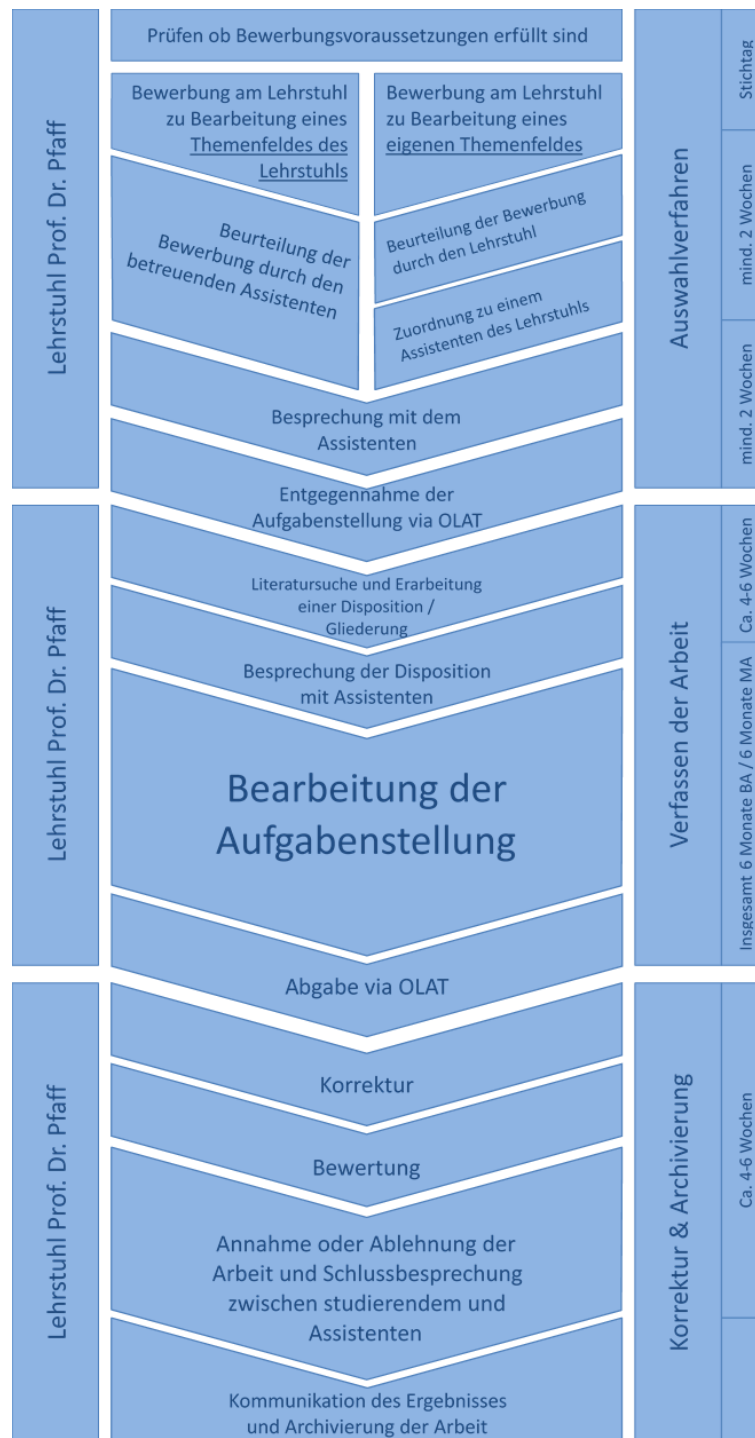 Prüfen ob Bewerbungsvoraussetzungen erfüllt sind
Bewerbung am Lehrstuhl
zu Bearbeitung eines
Themenfeldes des
Lehrstuhls
Bewerbung am Lehrstuhl
zu Bearbeitung eines
eigenen Themenfeldes
Beurteilung der
Bewerbung durch den
betreuenden Assistenten
Beurteilung der Bewerbung
durch den Lehrstuhl
Zuordnung zu einem
Assistenten des Lehrstuhls
Besprechung mit dem
Assistenten
Lehrstuhl Prof. Dr. Pfaff
Auswahlverfahren
Stichtag
mind. 2 Wochen
mind. 2 Wochen
Entgegennahme der
Aufgabenstellung via OLAT
Literatursuche und Erarbeitung
einer Disposition /
Gliederung
Besprechung der Disposition
mit Assistenten
Bearbeitung der
Aufgabenstellung
Abgabe via OLAT
Lehrstuhl Prof. Dr. Pfaff
Verfassen der Arbeit
Ca. 4-6 Wochen
Insgesamt 6 Monate BA / 6 Monate MA
Korrektur
Bewertung
Annahme oder Ablehnung der
Arbeit und Schlussbesprechung
zwischen studierendem und
Assistenten
Kommunikation des Ergebnisses
und Archivierung der Arbeit
Lehrstuhl Prof. Dr. Pfaff
Korrektur & Archivierung
Ca. 4-6 Wochen